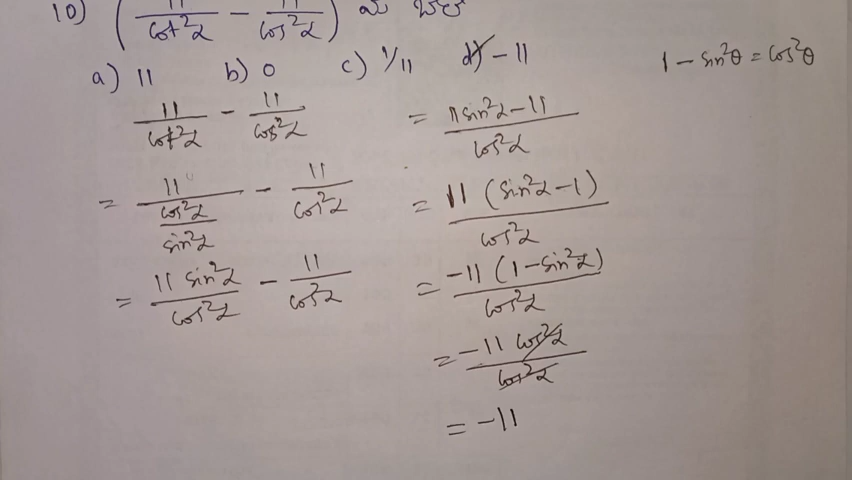 10) (11/cot²α − 11/cos²α) ಯ ಬೆಲೆ
a) 11 b) 0 c) 1/11 d) −11
1 − sin²θ = cos²θ
11/cot²α − 11/cos²α
= 11/(cos²α/sin²α) − 11/cos²α
= 11 sin²α/cos²α − 11/cos²α
= (11 sin²α − 11)/cos²α
= 11 (sin²α − 1)/cos²α
= −11 (1 − sin²α)/cos²α
= −11 cos²α/cos²α
= −11